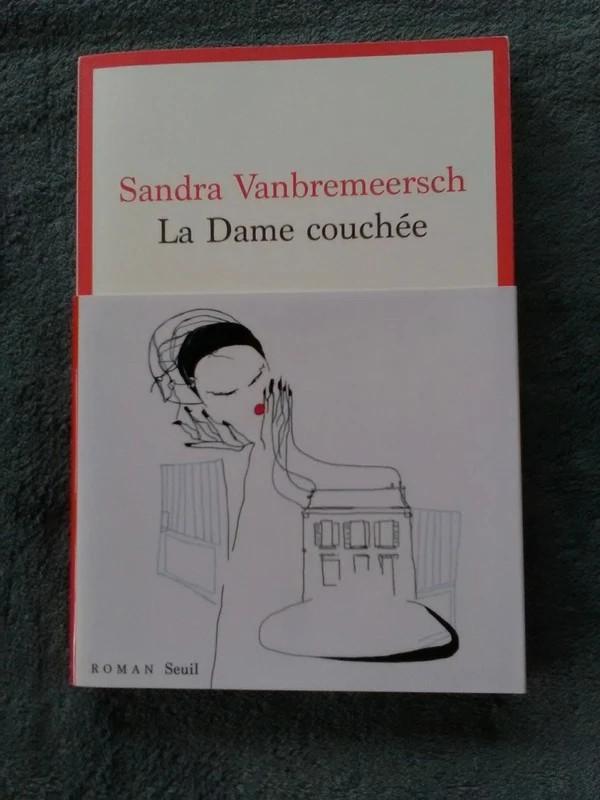 Sandra Vanbremeersch
La Dame couchée
ROMAN Seuil